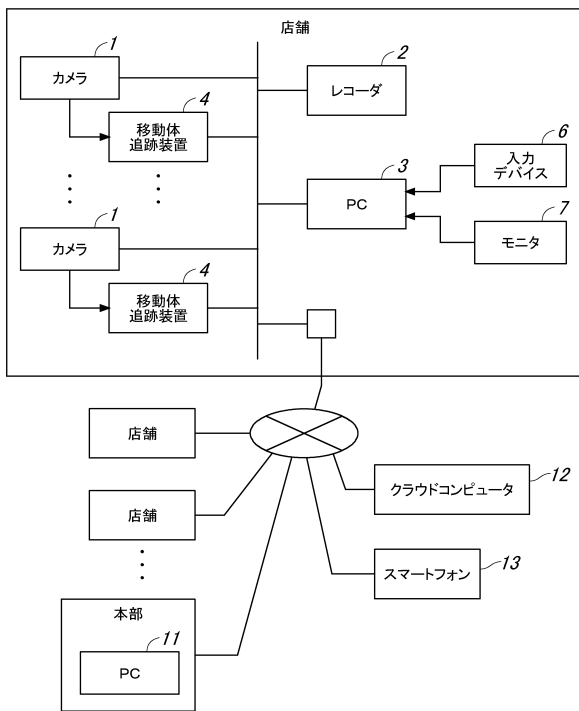 店舗
1
カメラ
2
レコーダ
4
移動体
追跡装置
6
入力
デバイス
3
PC
7
モニタ
1
カメラ
4
移動体
追跡装置
店舗
12
クラウドコンピュータ
店舗
13
スマートフォン
本部
11
PC